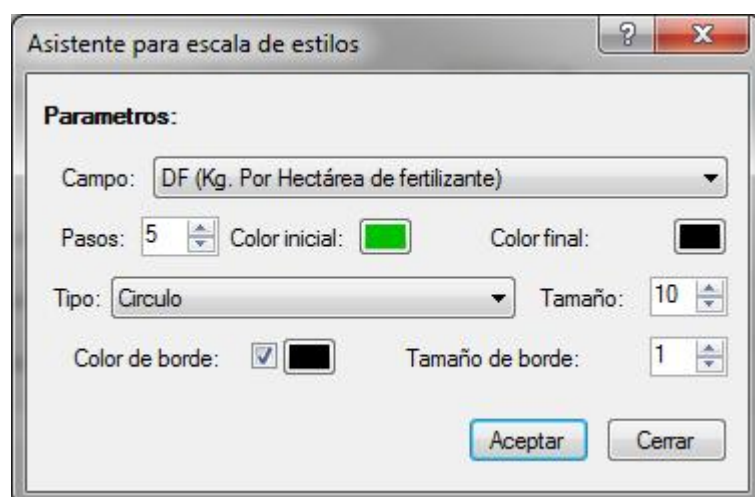 Asistente para escala de estilos
Parametros:
Campo: DF (Kg. Por Hectárea de fertilizante)
Pasos: 5 Color inicial: Color final:
Tipo: Circulo Tamaño: 10
Color de borde: Tamaño de borde: 1
Aceptar Cerrar